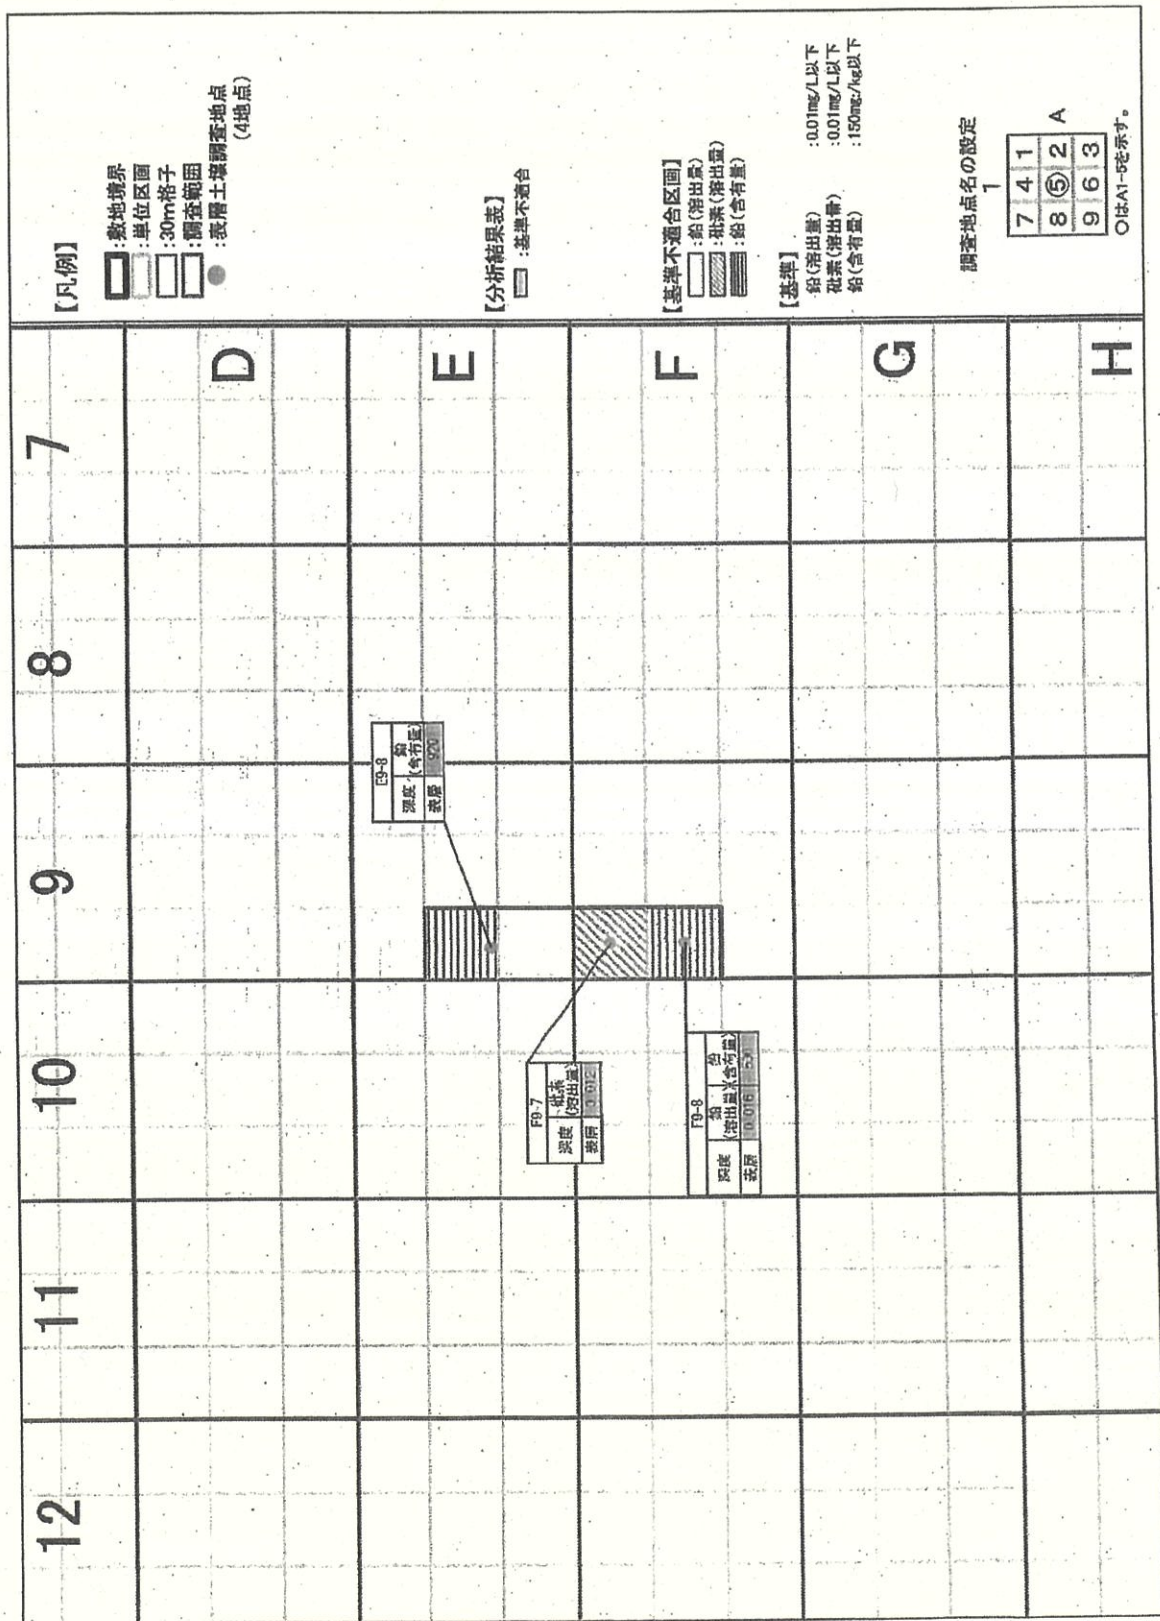 12
11
10
9
8
7
D
E
F
G
H
E9-8
深度
鉛
(含有量)
表層
920
F9-7
深度
砒素
(溶出量)
表層
0.012
F9-8
深度
鉛
(溶出量)
鉛
(含有量)
表層
0.016
【凡例】
:敷地境界
:単位区画
:30m格子
:調査範囲
:表層土壌調査地点
(4地点)
【分析結果表】
:基準不適合
【基準不適合区画】
:鉛(溶出量)
:砒素(溶出量)
:鉛(含有量)
【基準】
鉛(溶出量) :0.01mg/L以下
砒素(溶出量) :0.01mg/L以下
鉛(含有量) :150mg/kg以下
調査地点名の設定
1
7 4 1
8 ⑤ 2 A
9 6 3
○はA1-5を示す。